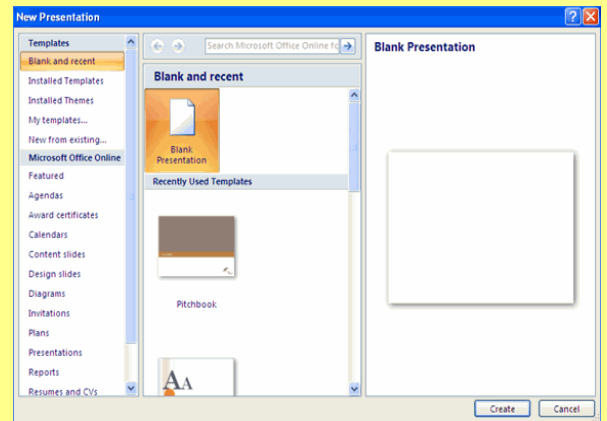 New Presentation
Templates
Blank and recent
Installed Templates
Installed Themes
My templates...
New from existing...
Microsoft Office Online
Featured
Agendas
Award certificates
Calendars
Content slides
Design slides
Diagrams
Invitations
Plans
Presentations
Reports
Resumes and CVs
Search Microsoft Office Online fo
Blank and recent
Blank
Presentation
Recently Used Templates
Pitchbook
AA
Blank Presentation
Create
Cancel